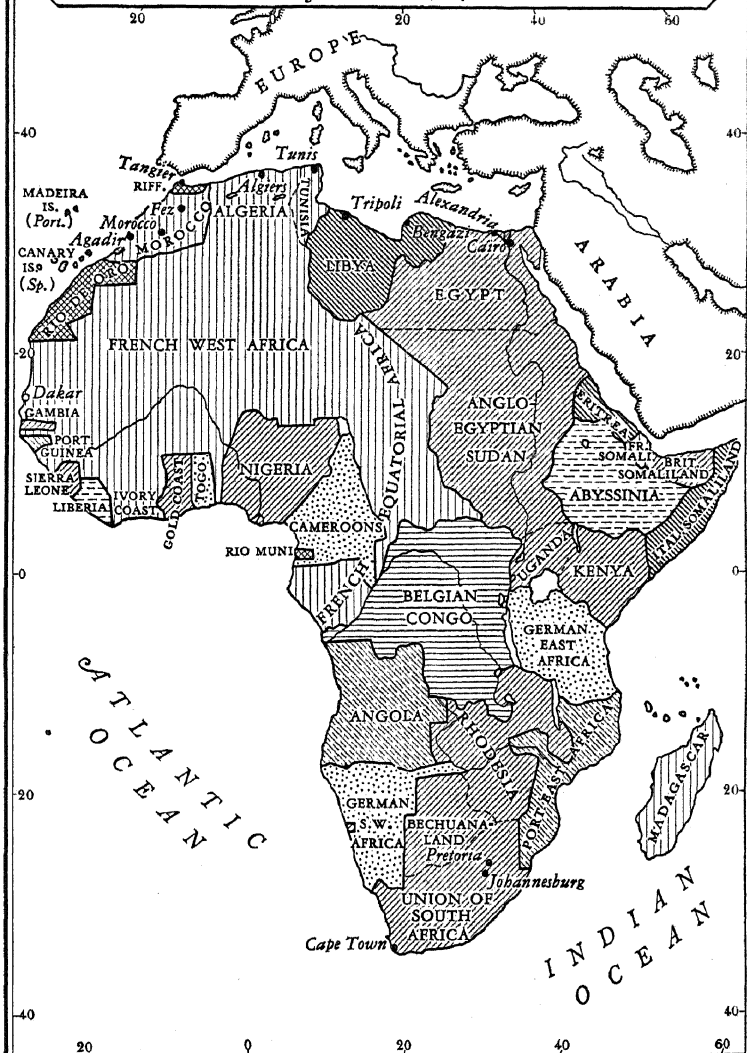 20
20
40
60
EUROPE
40
40
Tunis
Tangier
RIFF.
Algiers
MADEIRA
IS.
(Port.)
Fez
MOROCCO
ALGERIA
TUNISIA
Tripoli
Alexandria
Morocco
Bengazi
Cairo
Agadir
CANARY
IS.
(Sp.)
RIO D'ORO
LIBYA
EGYPT
ARABIA
FRENCH WEST AFRICA
20
20
Dakar
GAMBIA
PORT.
GUINEA
SIERRA
LEONE
LIBERIA
IVORY
COAST
GOLD COAST
TOGO
NIGERIA
CAMEROONS
FRENCH EQUATORIAL AFRICA
ANGLO-
EGYPTIAN
SUDAN
ERITREA
FR.
SOMALI.
BRIT.
SOMALILAND
ABYSSINIA
ITAL. SOMALILAND
RIO MUNI
0
0
UGANDA
KENYA
BELGIAN
CONGO
GERMAN
EAST
AFRICA
ATLANTIC
OCEAN
ANGOLA
RHODESIA
PORT. EAST AFRICA
MADAGASCAR
20
20
GERMAN
S.W.
AFRICA
BECHUANA-
LAND
Pretoria
Johannesburg
UNION OF
SOUTH
AFRICA
Cape Town
INDIAN
OCEAN
40
40
20
0
20
40
60